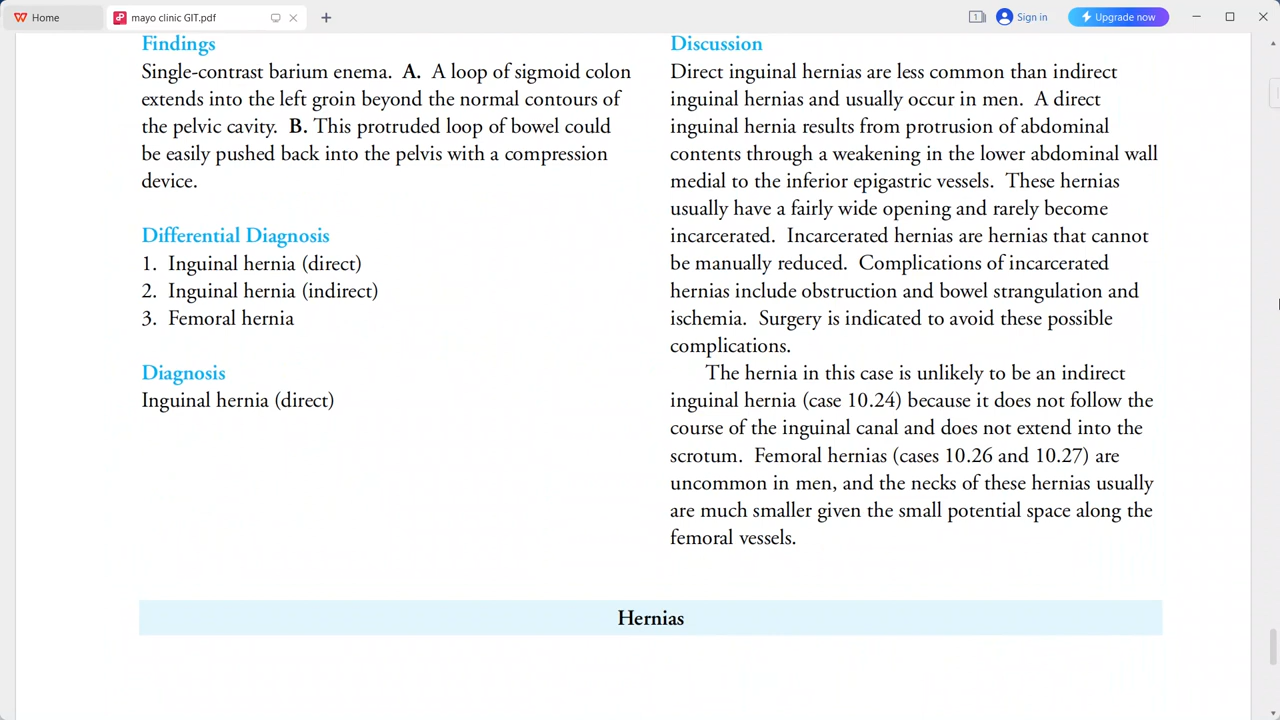 Home
mayo clinic GIT.pdf
1
Sign in
Upgrade now
Findings
Single-contrast barium enema. A. A loop of sigmoid colon
extends into the left groin beyond the normal contours of
the pelvic cavity. B. This protruded loop of bowel could
be easily pushed back into the pelvis with a compression
device.
Differential Diagnosis
1. Inguinal hernia (direct)
2. Inguinal hernia (indirect)
3. Femoral hernia
Diagnosis
Inguinal hernia (direct)
Discussion
Direct inguinal hernias are less common than indirect
inguinal hernias and usually occur in men. A direct
inguinal hernia results from protrusion of abdominal
contents through a weakening in the lower abdominal wall
medial to the inferior epigastric vessels. These hernias
usually have a fairly wide opening and rarely become
incarcerated. Incarcerated hernias are hernias that cannot
be manually reduced. Complications of incarcerated
hernias include obstruction and bowel strangulation and
ischemia. Surgery is indicated to avoid these possible
complications.
The hernia in this case is unlikely to be an indirect
inguinal hernia (case 10.24) because it does not follow the
course of the inguinal canal and does not extend into the
scrotum. Femoral hernias (cases 10.26 and 10.27) are
uncommon in men, and the necks of these hernias usually
are much smaller given the small potential space along the
femoral vessels.
Hernias